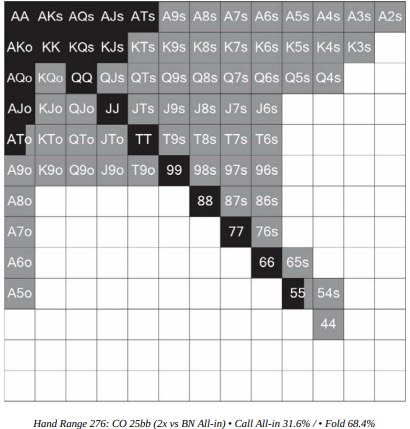 AA AKs AQs AJs ATs A9s A8s A7s A6s A5s A4s A3s A2s
AKo KK KQs KJs KTs K9s K8s K7s K6s K5s K4s K3s
AQo KQo QQ QJs QTs Q9s Q8s Q7s Q6s Q5s Q4s
AJo KJo QJo JJ JTs J9s J8s J7s J6s
ATo KTo QTo JTo TT T9s T8s T7s T6s
A9o K9o Q9o J9o T9o 99 98s 97s 96s
A8o 88 87s 86s
A7o 77 76s
A6o 66 65s
A5o 55 54s
44
Hand Range 276: CO 25bb (2x vs BN All-in) • Call All-in 31.6% / • Fold 68.4%